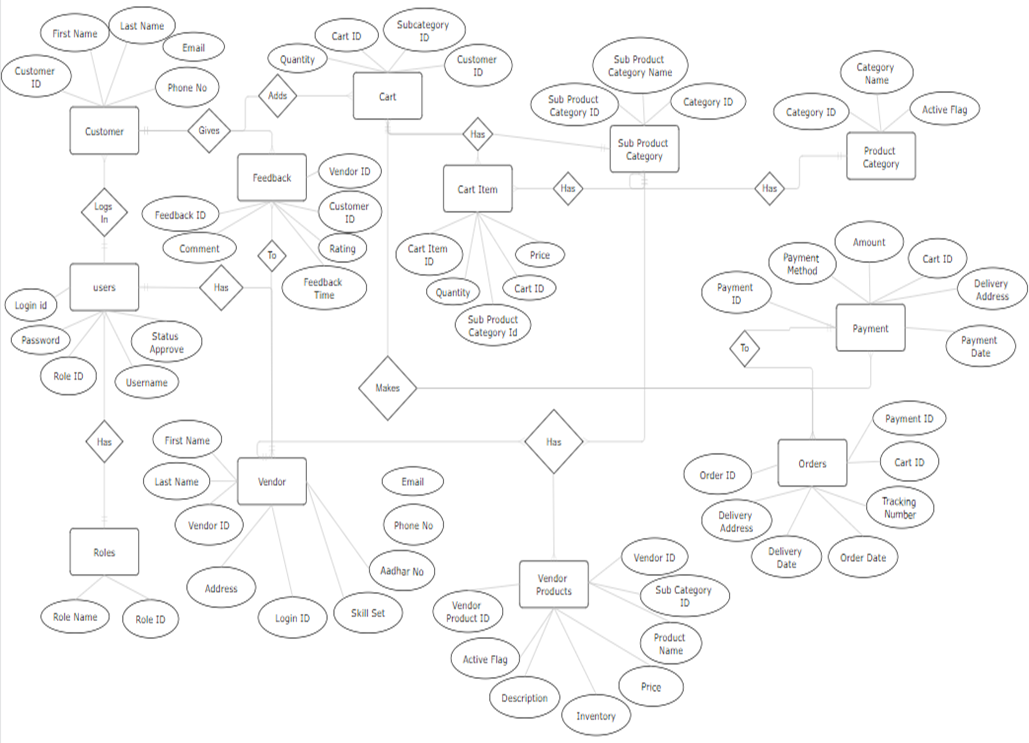 First Name
Last Name
Email
Customer
ID
Phone No
Customer
Gives
Adds
Quantity
Cart ID
Subcategory
ID
Customer
ID
Cart
Has
Sub Product
Category Name
Sub Product
Category ID
Category ID
Sub Product
Category
Category
Name
Category ID
Active Flag
Product
Category
Feedback
Vendor ID
Customer
ID
Rating
Feedback
Time
Feedback ID
Comment
To
Cart Item
Has
Has
Cart Item
ID
Quantity
Sub Product
Category Id
Cart ID
Price
Logs
In
users
Has
Login id
Password
Role ID
Username
Status
Approve
Has
Roles
Role Name
Role ID
Makes
Amount
Payment
Method
Cart ID
Payment
ID
Delivery
Address
Payment
Payment
Date
To
Has
Orders
Payment ID
Cart ID
Tracking
Number
Order Date
Delivery
Date
Delivery
Address
Order ID
First Name
Last Name
Vendor ID
Vendor
Address
Login ID
Skill Set
Aadhar No
Phone No
Email
Vendor
Products
Vendor ID
Sub Category
ID
Product
Name
Price
Inventory
Description
Active Flag
Vendor
Product ID